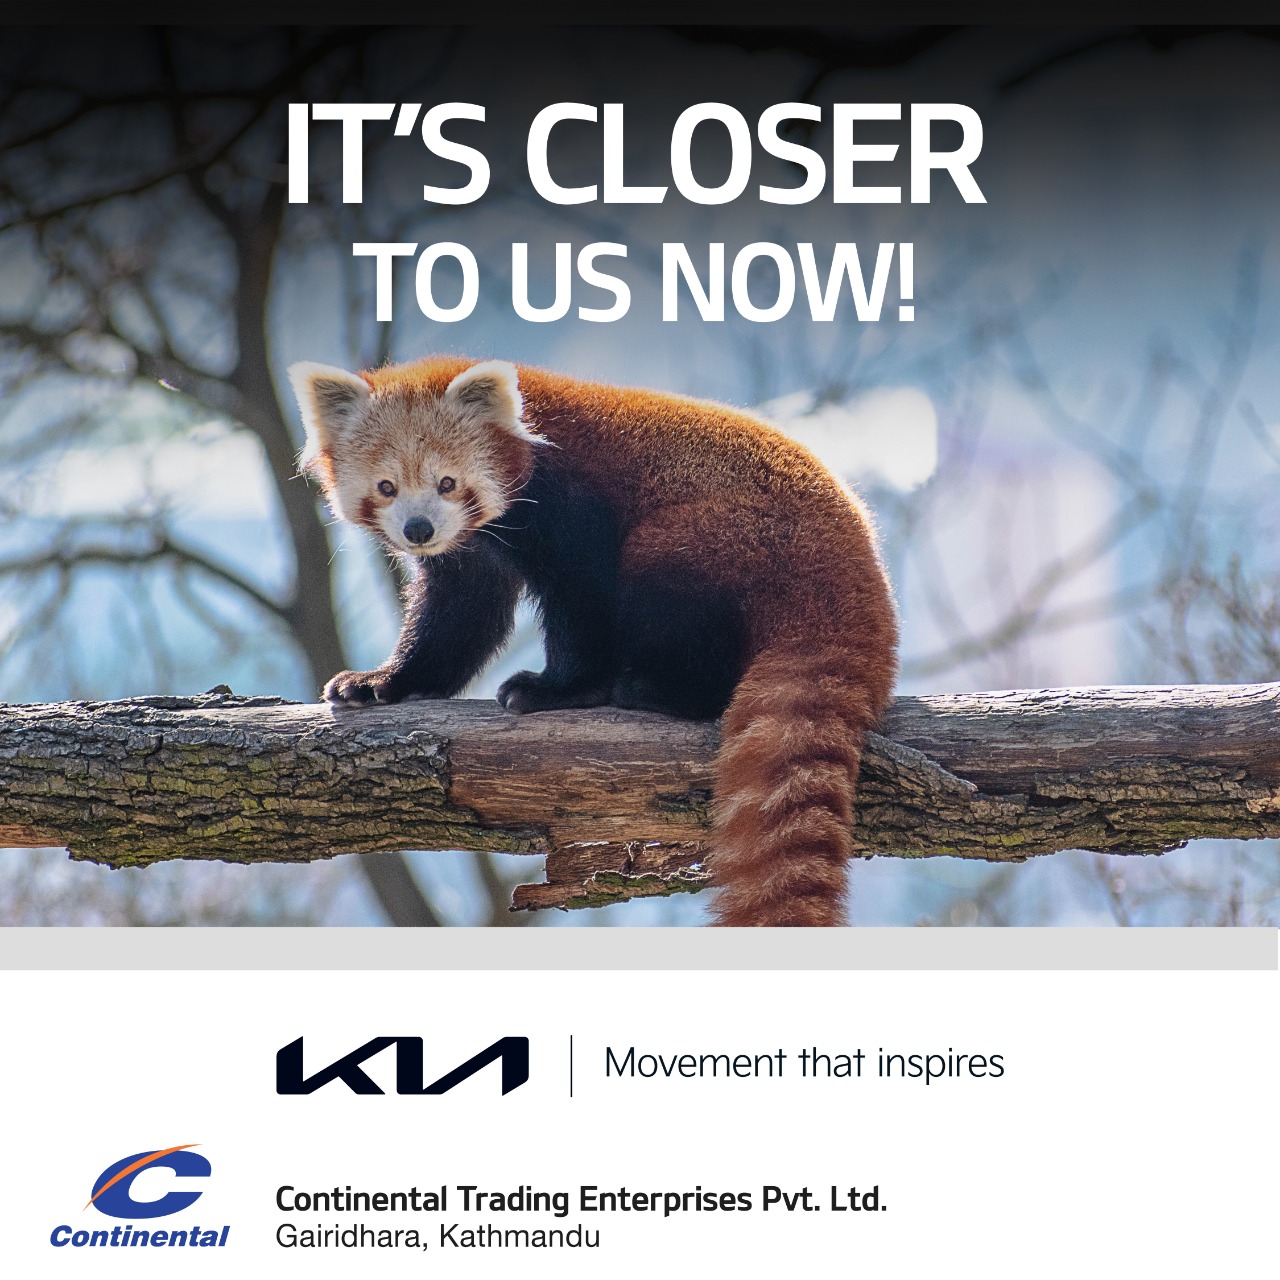 IT'S CLOSER
TO US NOW!
KIA
Movement that inspires
Continental
Continental Trading Enterprises Pvt. Ltd.
Gairidhara, Kathmandu